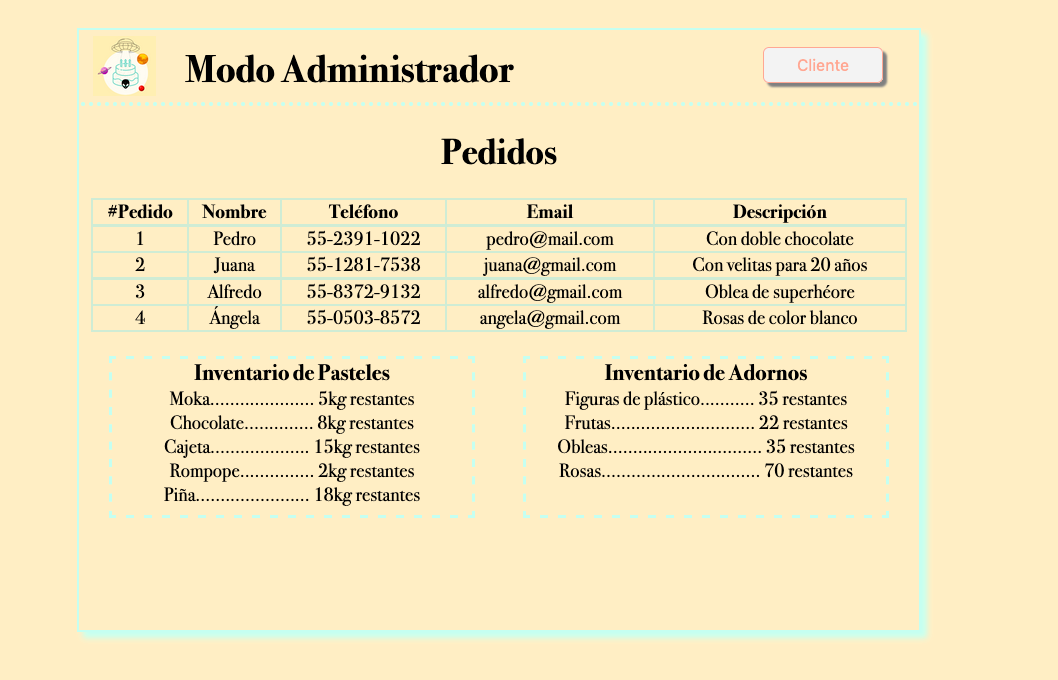 Modo Administrador
Cliente
Pedidos
#Pedido Nombre Teléfono Email Descripción
1 Pedro 55-2391-1022 pedro@mail.com Con doble chocolate
2 Juana 55-1281-7538 juana@gmail.com Con velitas para 20 años
3 Alfredo 55-8372-9132 alfredo@gmail.com Oblea de superhéore
4 Ángela 55-0503-8572 angela@gmail.com Rosas de color blanco
Inventario de Pasteles
Moka..................... 5kg restantes
Chocolate.............. 8kg restantes
Cajeta.................... 15kg restantes
Rompope............... 2kg restantes
Piña....................... 18kg restantes
Inventario de Adornos
Figuras de plástico........... 35 restantes
Frutas............................. 22 restantes
Obleas............................... 35 restantes
Rosas................................ 70 restantes